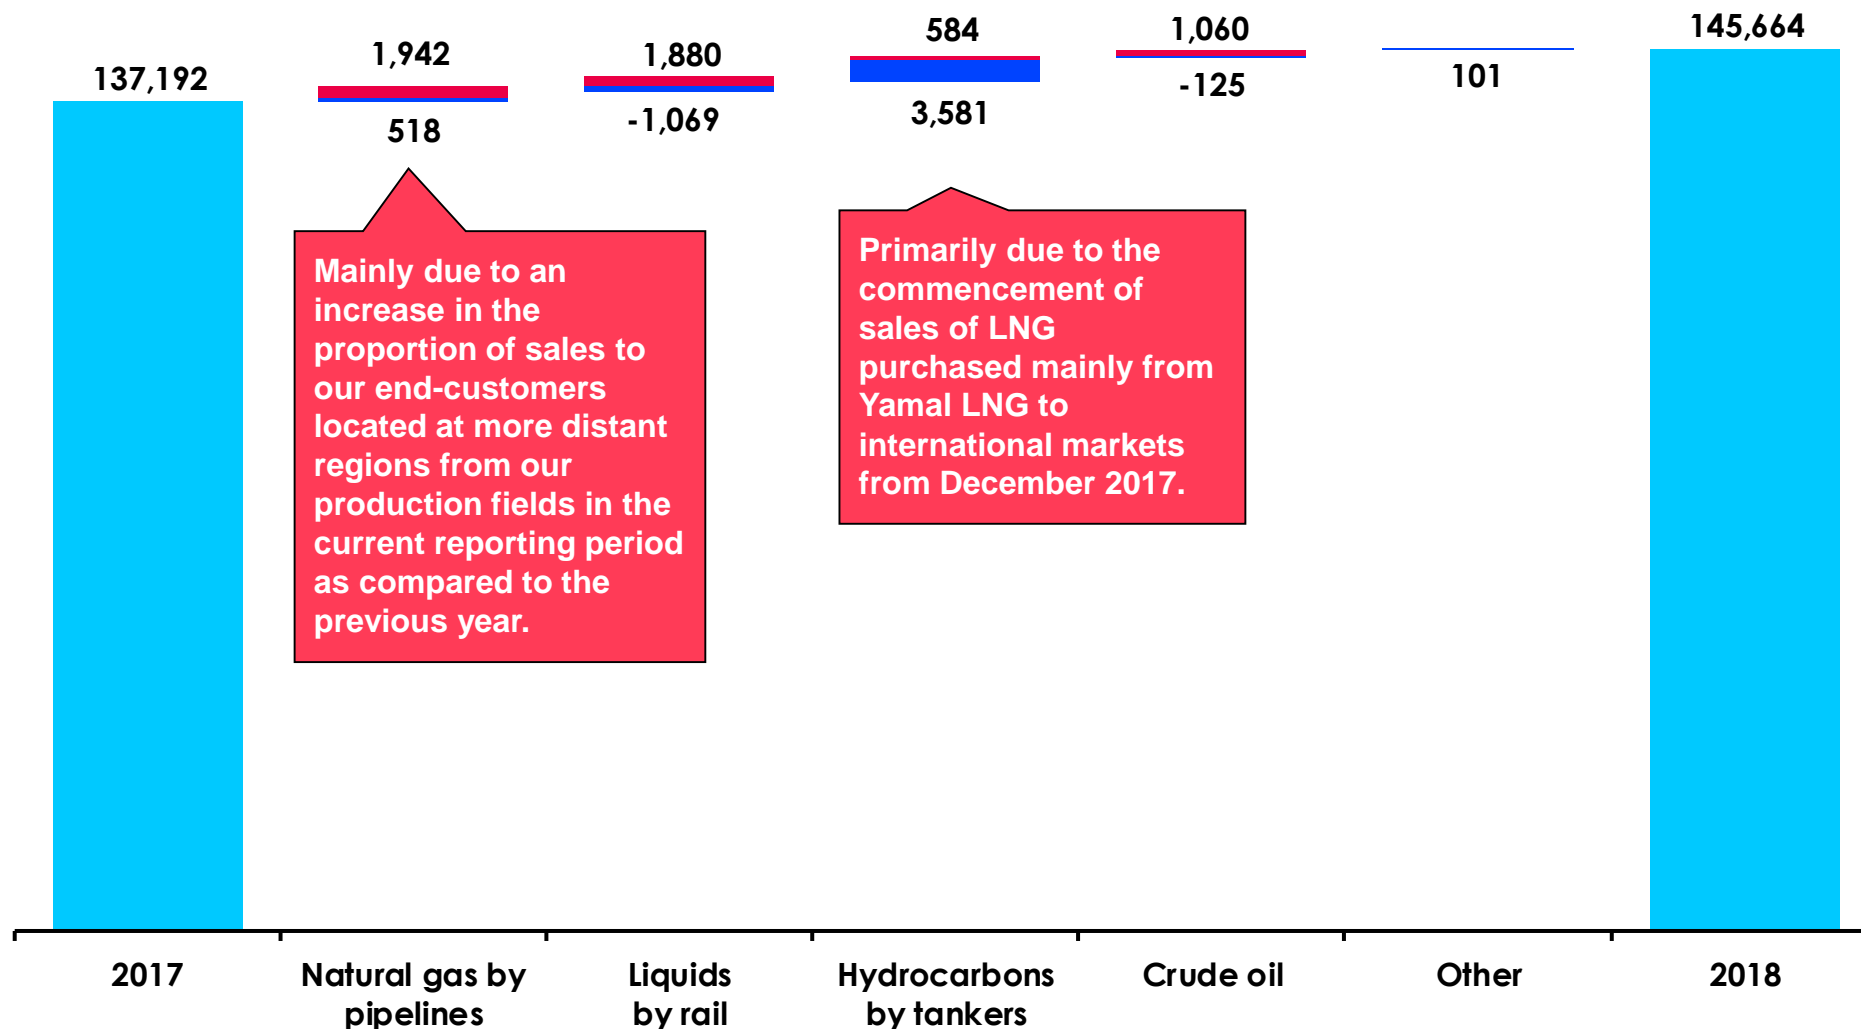 137,192
1,942
518
1,880
-1,069
584
3,581
1,060
-125
101
145,664
Mainly due to an
increase in the
proportion of sales to
our end-customers
located at more distant
regions from our
production fields in the
current reporting period
as compared to the
previous year.
Primarily due to the
commencement of
sales of LNG
purchased mainly from
Yamal LNG to
international markets
from December 2017.
2017
Natural gas by
pipelines
Liquids
by rail
Hydrocarbons
by tankers
Crude oil
Other
2018